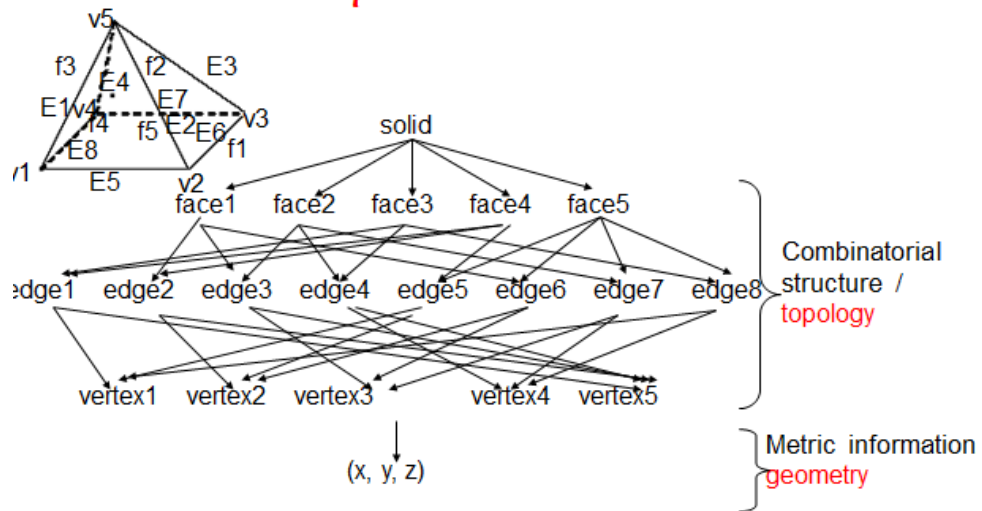 v5
f3
f2
E3
E4
E1
v4
E7
f4
f5
E2
E6
v3
f1
E8
v1
E5
v2
solid
face1 face2 face3 face4 face5
edge1 edge2 edge3 edge4 edge5 edge6 edge7 edge8
vertex1 vertex2 vertex3 vertex4 vertex5
(x, y, z)
Combinatorial
structure /
topology
Metric information
geometry